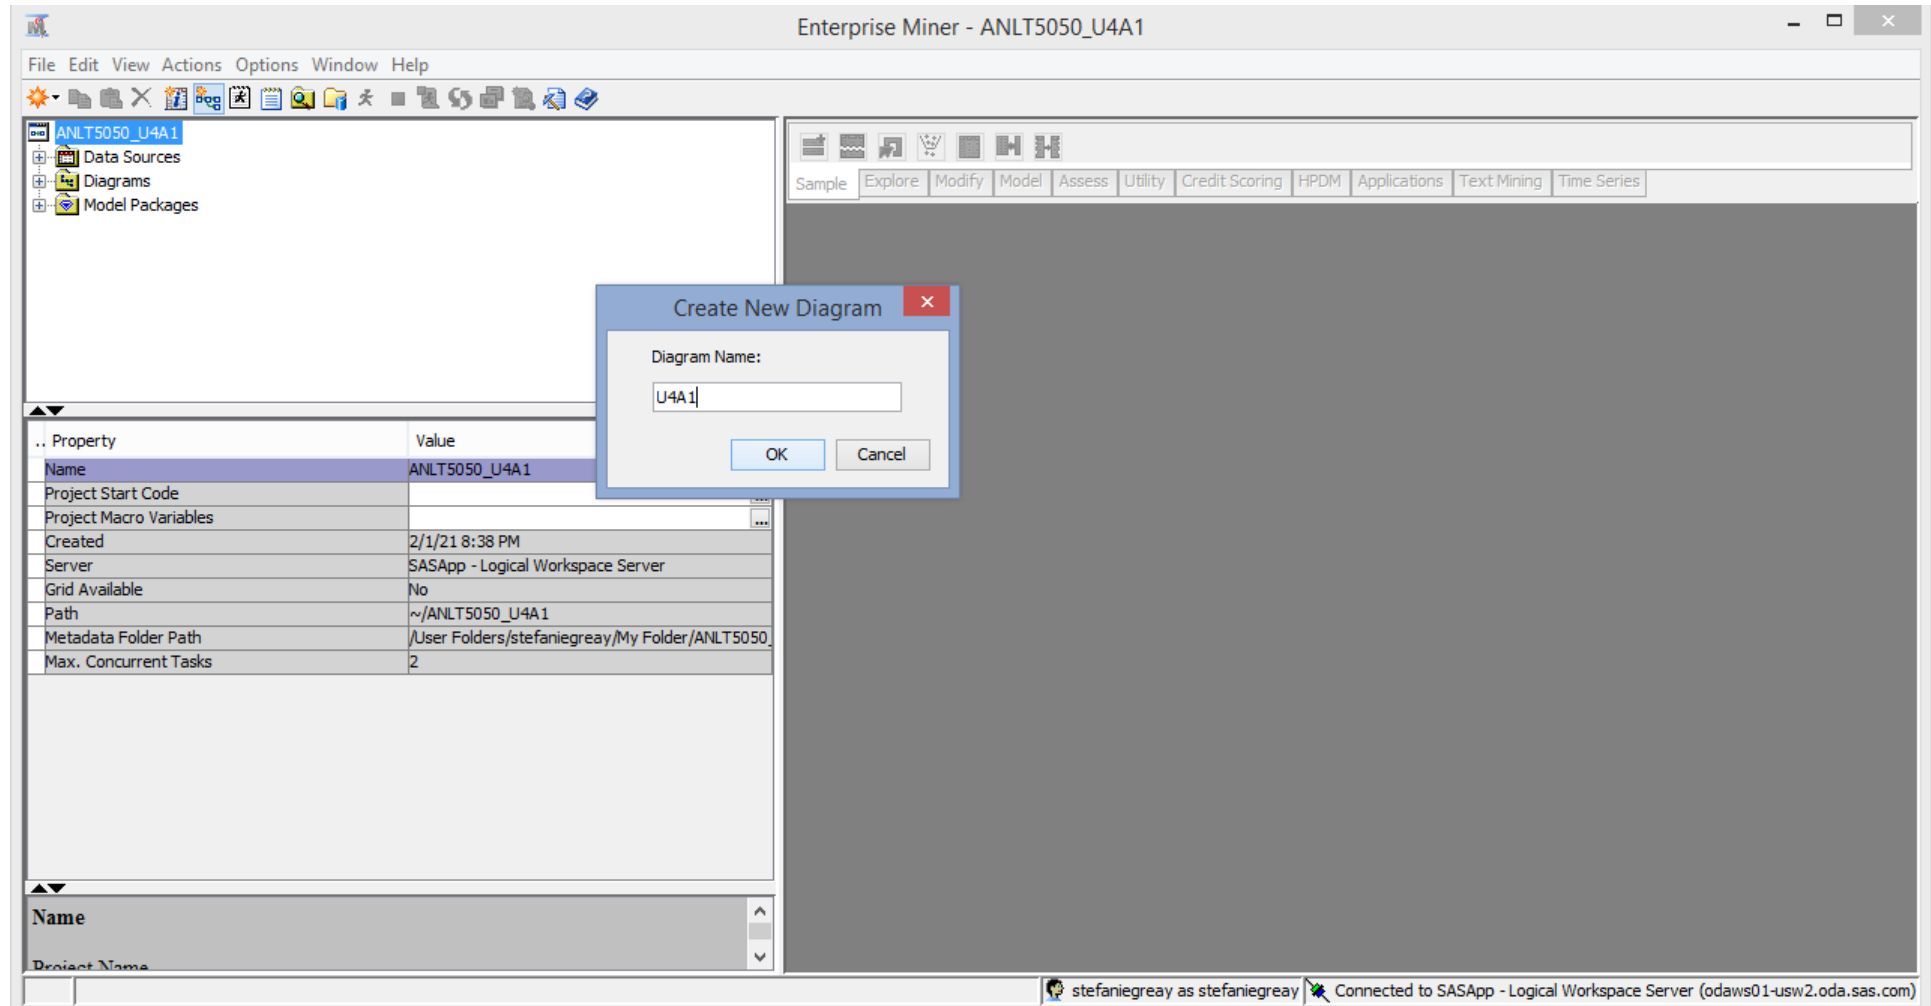 Enterprise Miner - ANLT5050_U4A1
File Edit View Actions Options Window Help
ANLT5050_U4A1
Data Sources
Diagrams
Model Packages
Sample Explore Modify Model Assess Utility Credit Scoring HPDM Applications Text Mining Time Series
Create New Diagram
Diagram Name:
U4A1
OK Cancel
.. Property Value
Name ANLT5050_U4A1
Project Start Code ...
Project Macro Variables ...
Created 2/1/21 8:38 PM
Server SASApp - Logical Workspace Server
Grid Available No
Path ~/ANLT5050_U4A1
Metadata Folder Path /User Folders/stefaniegreay/My Folder/ANLT5050_
Max. Concurrent Tasks 2
Name
Project Name
stefaniegreay as stefaniegreay Connected to SASApp - Logical Workspace Server (odaws01-usw2.oda.sas.com)